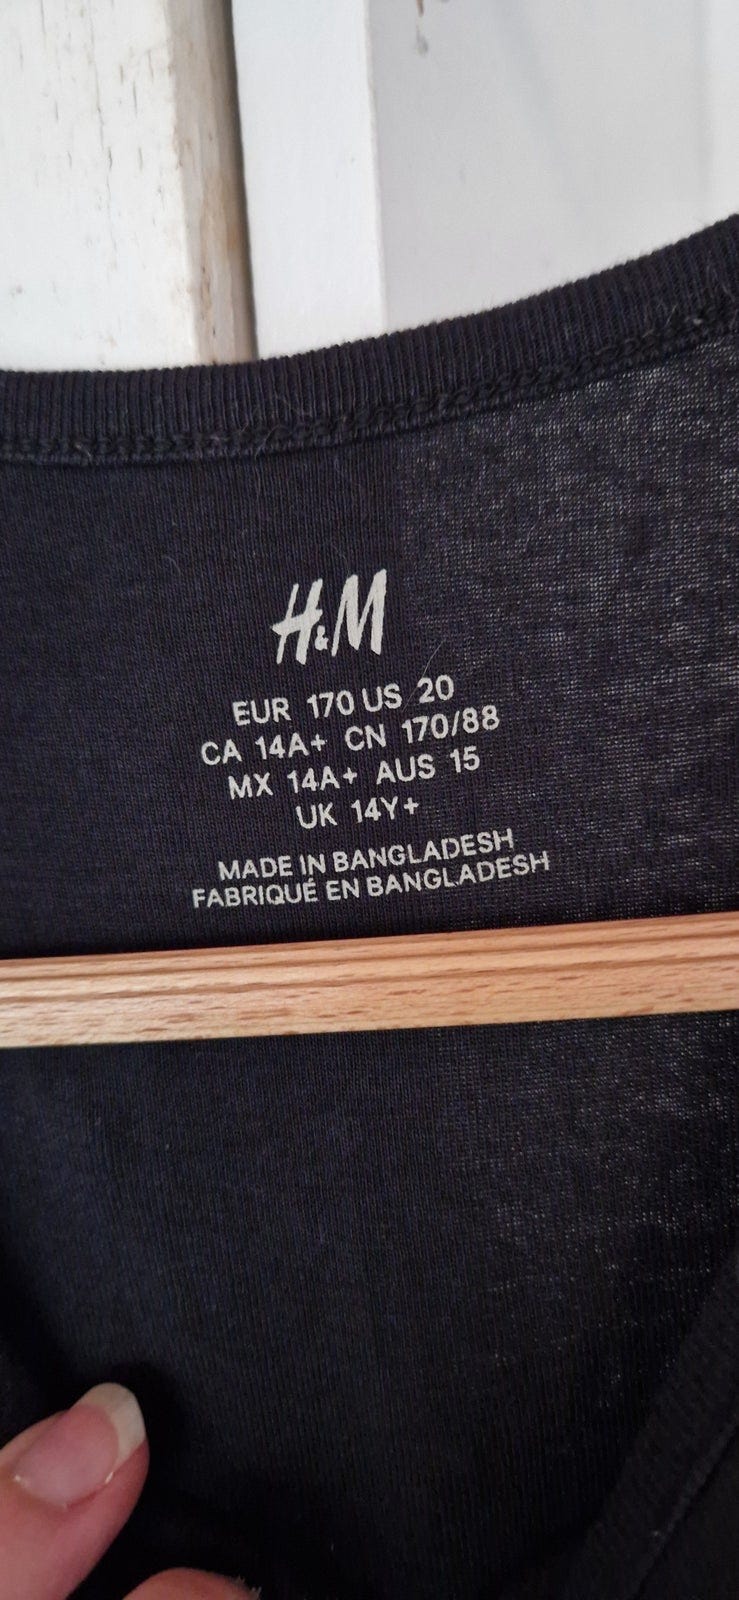 H&M
EUR 170 US 20
CA 14A+ CN 170/88
MX 14A+ AUS 15
UK 14Y+
MADE IN BANGLADESH
FABRIQUÉ EN BANGLADESH